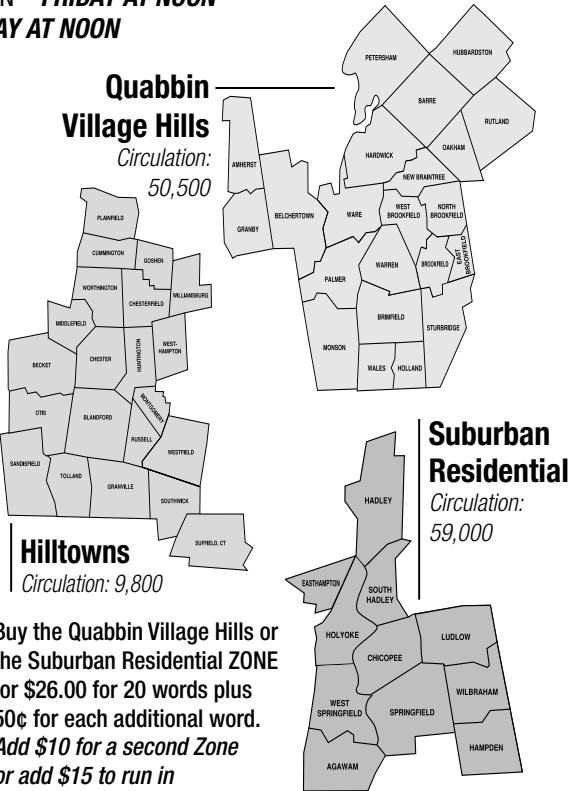 FRIDAY AT NOON
AY AT NOON
Quabbin
Village Hills
Circulation:
50,500
PETERSHAM
HUBBARDSTON
BARRE
RUTLAND
HARDWICK
OAKHAM
NEW BRAINTREE
AMHERST
BELCHERTOWN
GRANBY
WARE
WEST
BROOKFIELD
NORTH
BROOKFIELD
PALMER
WARREN
BROOKFIELD
EAST
BROOKFIELD
BRIMFIELD
STURBRIDGE
MONSON
WALES
HOLLAND
PLAINFIELD
CUMMINGTON
GOSHEN
WORTHINGTON
CHESTERFIELD
WILLIAMSBURG
MIDDLEFIELD
BECKET
CHESTER
HUNTINGTON
WEST-
HAMPTON
OTIS
BLANDFORD
MONTGOMERY
RUSSELL
WESTFIELD
SANDISFIELD
TOLLAND
GRANVILLE
SOUTHWICK
SUFFIELD, CT
Hilltowns
Circulation: 9,800
Suburban
Residential
Circulation:
59,000
HADLEY
EASTHAMPTON
SOUTH
HADLEY
HOLYOKE
CHICOPEE
LUDLOW
WEST
SPRINGFIELD
SPRINGFIELD
WILBRAHAM
HAMPDEN
AGAWAM
Buy the Quabbin Village Hills or
the Suburban Residential ZONE
for $26.00 for 20 words plus
50¢ for each additional word.
Add $10 for a second Zone
or add $15 to run in